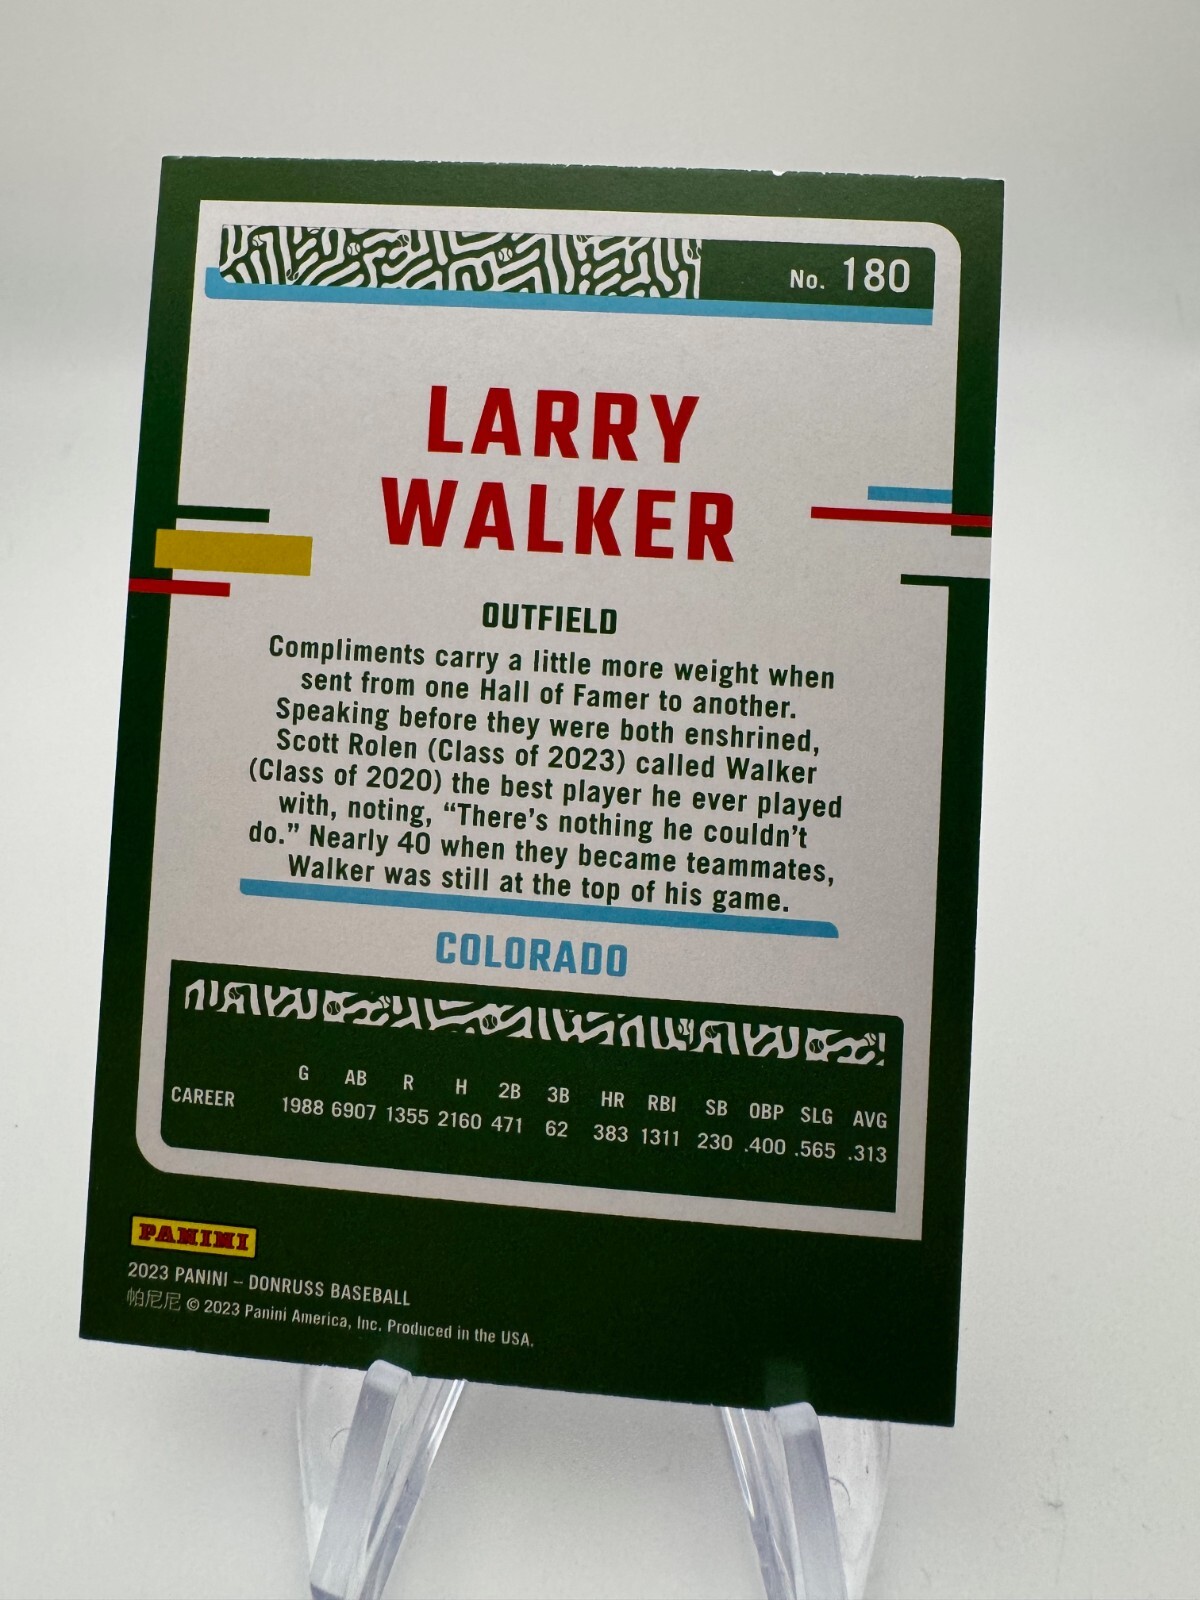 No. 180
LARRY
WALKER
OUTFIELD
Compliments carry a little more weight when
sent from one Hall of Famer to another.
Speaking before they were both enshrined,
Scott Rolen (Class of 2023) called Walker
(Class of 2020) the best player he ever played
with, noting, “There’s nothing he couldn’t
do.” Nearly 40 when they became teammates,
Walker was still at the top of his game.
COLORADO
G AB R H 2B 3B HR RBI SB OBP SLG AVG
CAREER 1988 6907 1355 2160 471 62 383 1311 230 .400 .565 .313
PANINI
2023 PANINI – DONRUSS BASEBALL
帕尼尼 © 2023 Panini America, Inc. Produced in the USA.